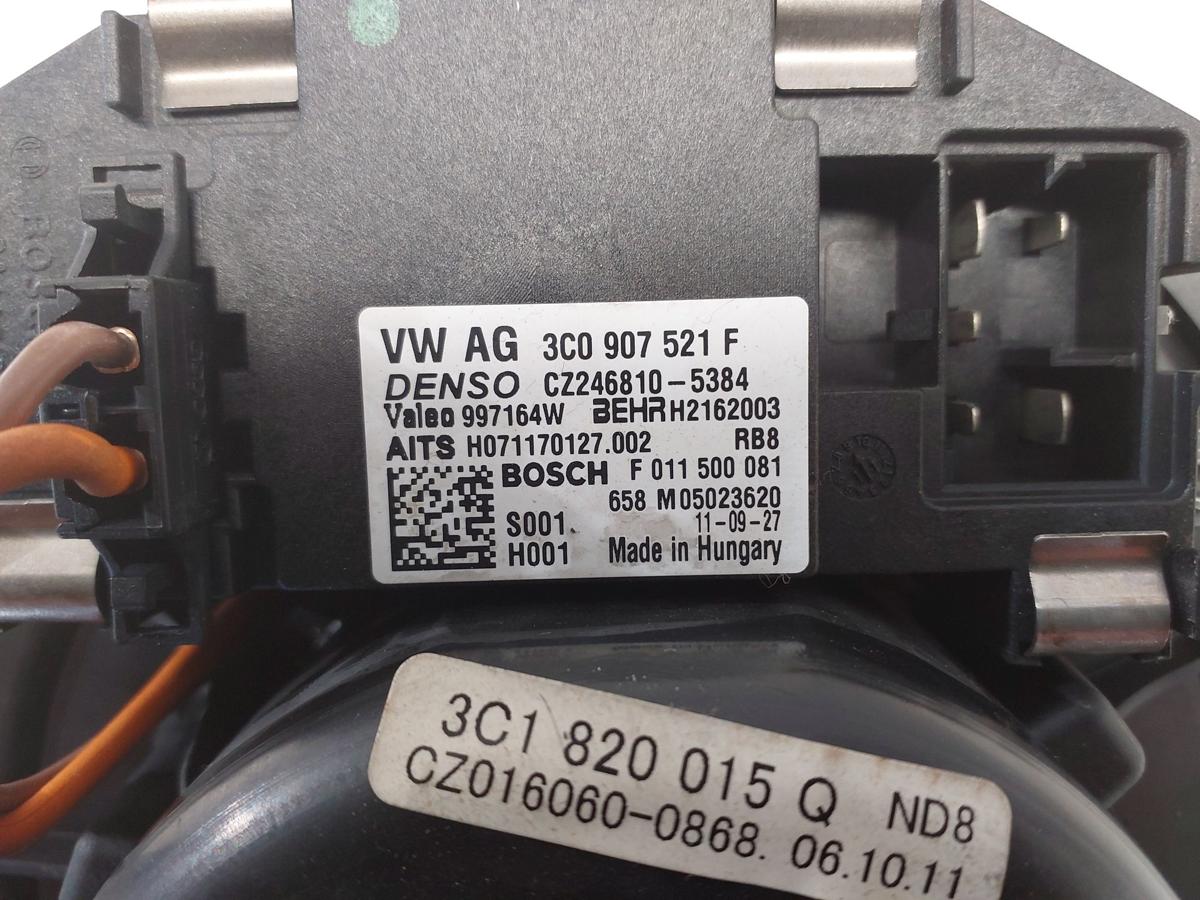 VW AG 3C0 907 521 F
DENSO CZ246810-5384
Valeo 997164W BEHR H2162003
AITS H071170127.002 RB8
BOSCH F 011 500 081
658 M 05023620
S001. 11-09-27
H001 Made in Hungary
3C1 820 015 Q ND8
CZ016060-0868. 06.10.11